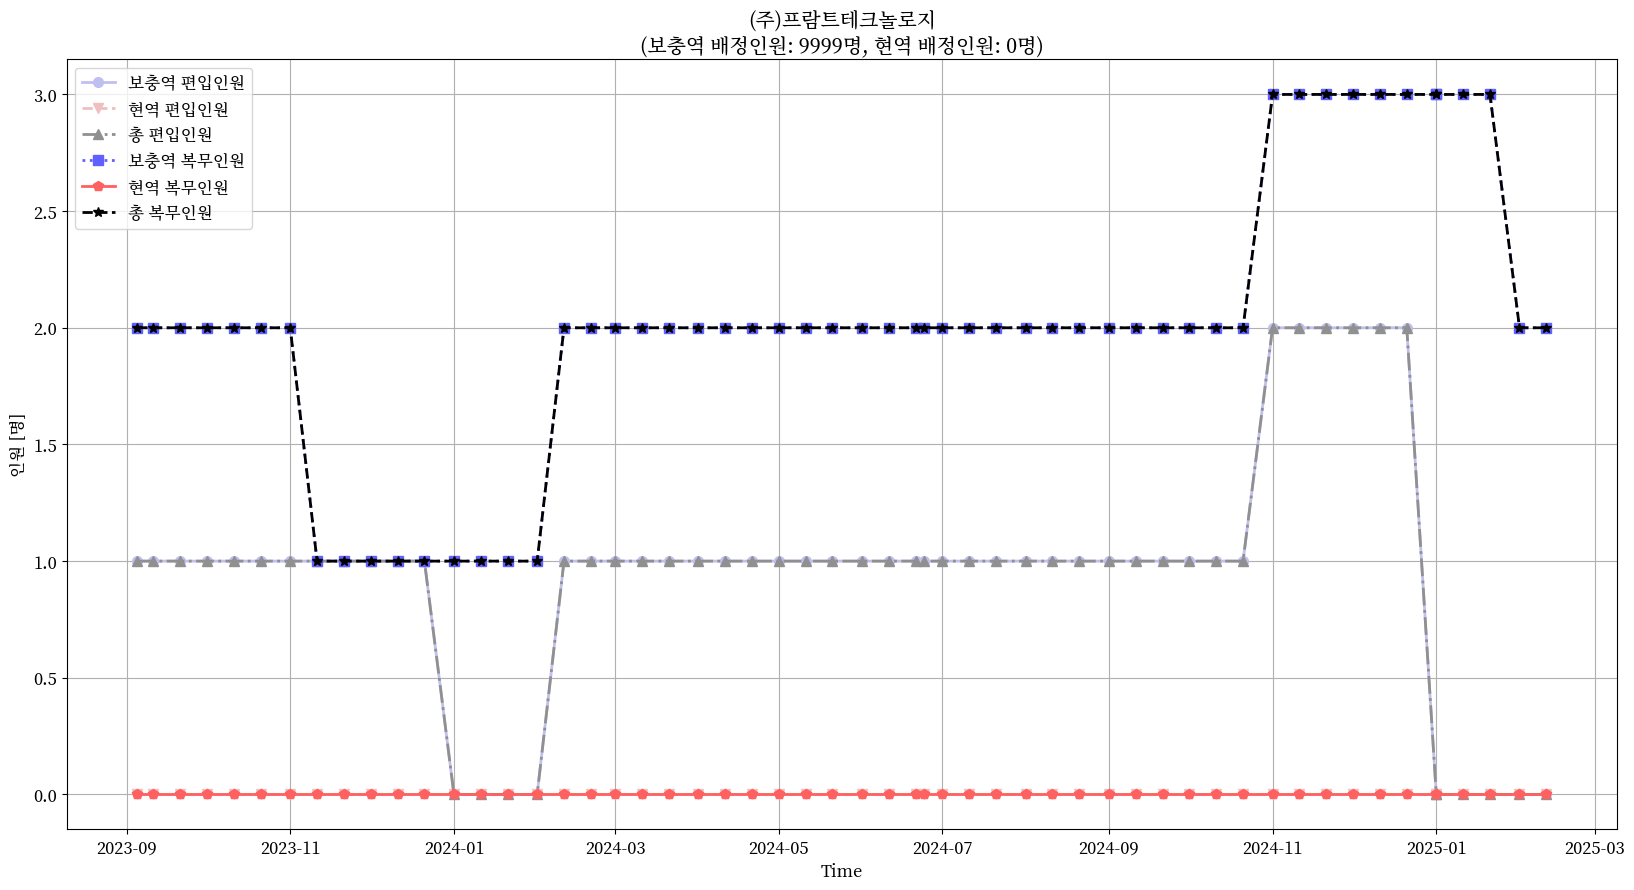 (주)프람트테크놀로지
(보충역 배정인원: 9999명, 현역 배정인원: 0명)
보충역 편입인원
현역 편입인원
총 편입인원
보충역 복무인원
현역 복무인원
총 복무인원
3.0
2.5
2.0
1.5
1.0
0.5
0.0
인원 [명]
2023-09 2023-11 2024-01 2024-03 2024-05 2024-07 2024-09 2024-11 2025-01 2025-03
Time